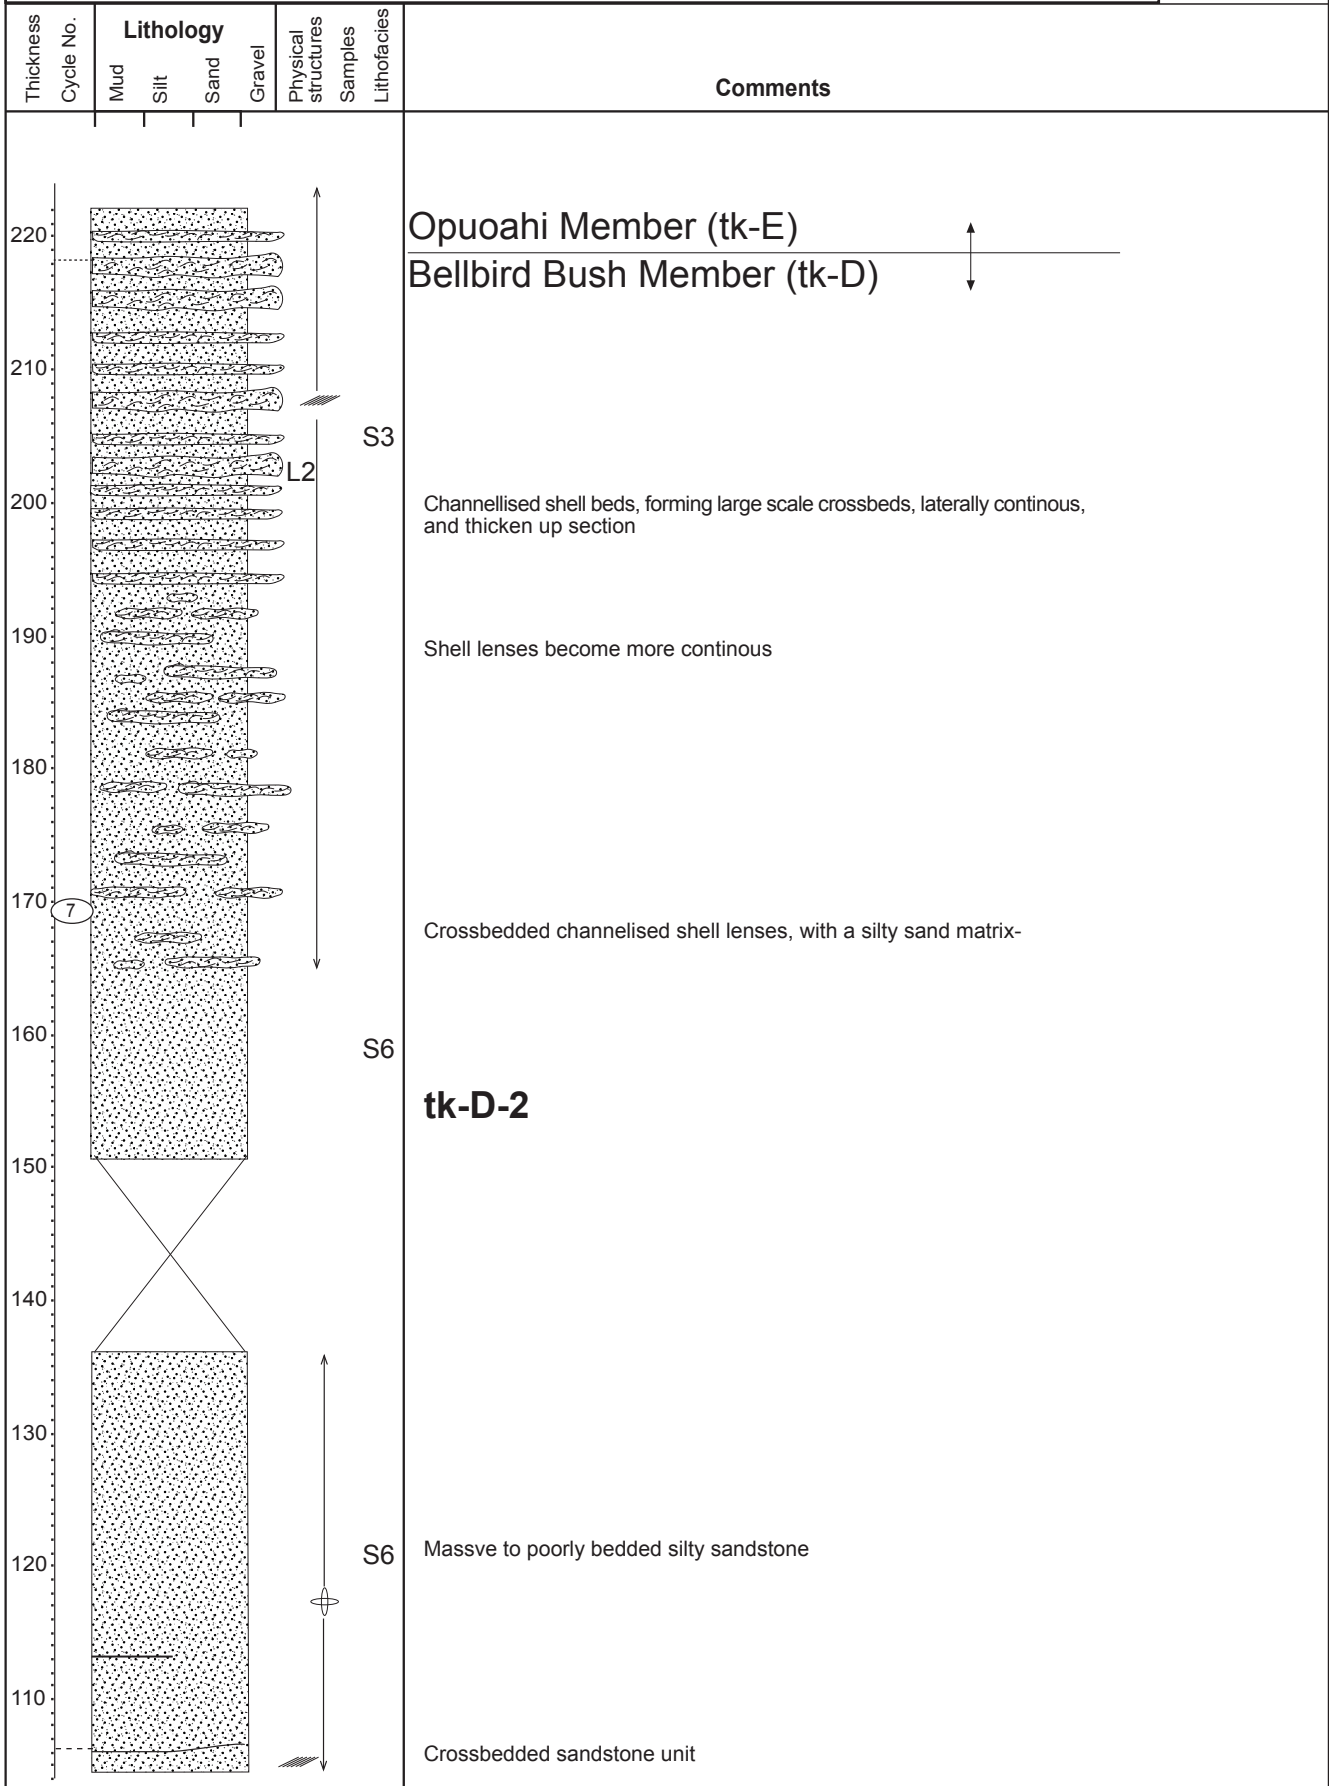 Thickness
Cycle No.
Lithology
Mud
Silt
Sand
Gravel
Physical
structures
Samples
Lithofacies
Comments
Opuoahi Member (tk-E)
220
Bellbird Bush Member (tk-D)
210
S3
L2
200
Channellised shell beds, forming large scale crossbeds, laterally continous,
and thicken up section
190
Shell lenses become more continous
180
170
7
Crossbedded channelised shell lenses, with a silty sand matrix-
160
S6
tk-D-2
150
140
130
120
S6
Massve to poorly bedded silty sandstone
110
Crossbedded sandstone unit